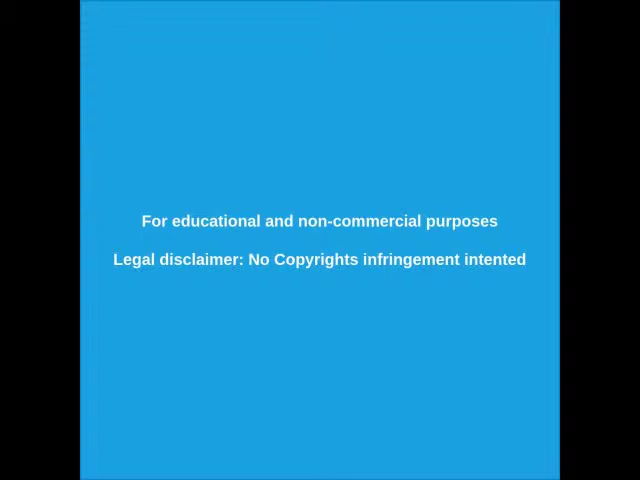 For educational and non-commercial purposes
Legal disclaimer: No Copyrights infringement intented